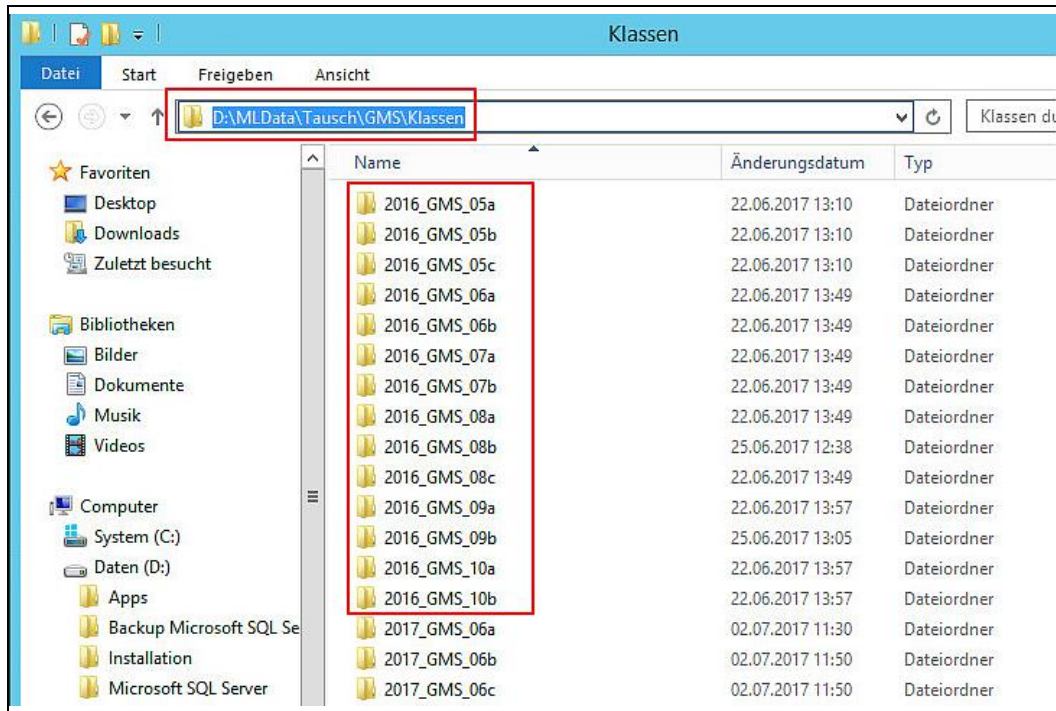 Klassen
Datei Start Freigeben Ansicht
D:\MLData\Tausch\GMS\Klassen Klassen du
Name Änderungsdatum Typ
Favoriten
Desktop
Downloads
Zuletzt besucht
Bibliotheken
Bilder
Dokumente
Musik
Videos
Computer
System (C:)
Daten (D:)
Apps
Backup Microsoft SQL Se
Installation
Microsoft SQL Server
2016_GMS_05a 22.06.2017 13:10 Dateiordner
2016_GMS_05b 22.06.2017 13:10 Dateiordner
2016_GMS_05c 22.06.2017 13:10 Dateiordner
2016_GMS_06a 22.06.2017 13:49 Dateiordner
2016_GMS_06b 22.06.2017 13:49 Dateiordner
2016_GMS_07a 22.06.2017 13:49 Dateiordner
2016_GMS_07b 22.06.2017 13:49 Dateiordner
2016_GMS_08a 22.06.2017 13:49 Dateiordner
2016_GMS_08b 25.06.2017 12:38 Dateiordner
2016_GMS_08c 22.06.2017 13:49 Dateiordner
2016_GMS_09a 22.06.2017 13:57 Dateiordner
2016_GMS_09b 25.06.2017 13:05 Dateiordner
2016_GMS_10a 22.06.2017 13:57 Dateiordner
2016_GMS_10b 22.06.2017 13:57 Dateiordner
2017_GMS_06a 02.07.2017 11:30 Dateiordner
2017_GMS_06b 02.07.2017 11:50 Dateiordner
2017_GMS_06c 02.07.2017 11:50 Dateiordner